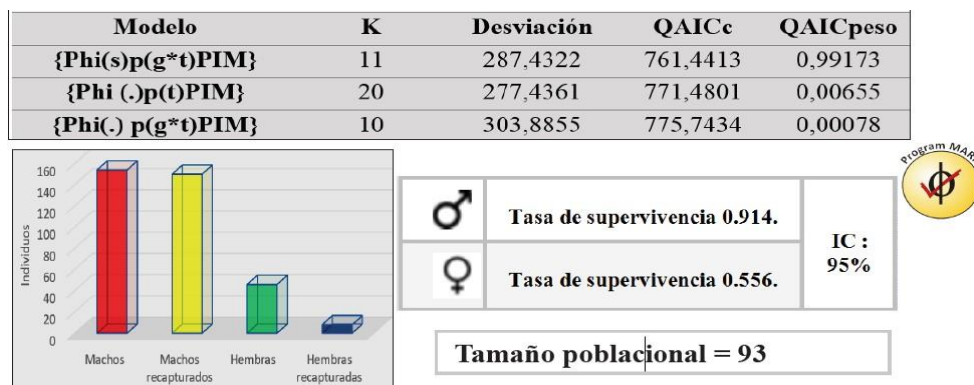 Modelo K Desviación QAICc QAICpeso
{Phi(s)p(g*t)PIM} 11 287,4322 761,4413 0,99173
{Phi (.)p(t)PIM} 20 277,4361 771,4801 0,00655
{Phi(.) p(g*t)PIM} 10 303,8855 775,7434 0,00078
Individuos
160
140
120
100
80
60
40
20
0
Machos
Machos recapturados
Hembras
Hembras recapturadas
Program MAR
♂ Tasa de supervivencia 0.914.
♀ Tasa de supervivencia 0.556.
IC :
95%
Tamaño poblacional = 93